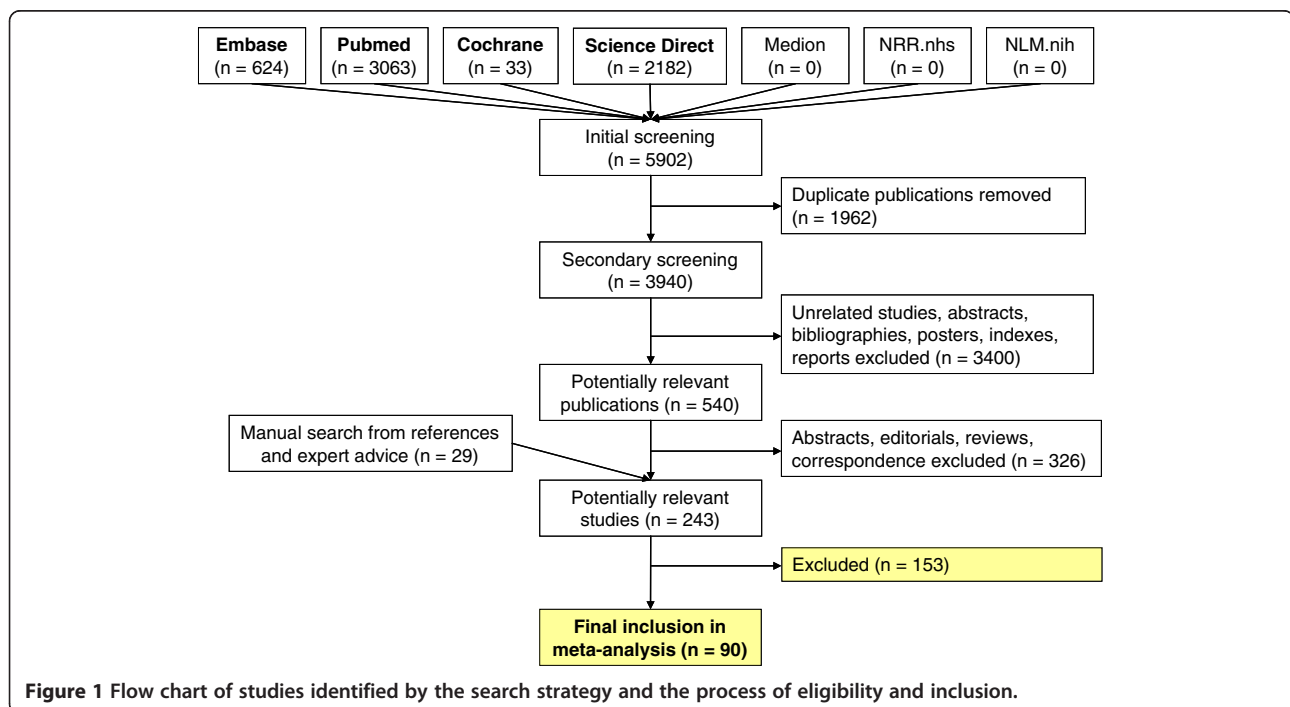 Embase
(n = 624)
Pubmed
(n = 3063)
Cochrane
(n = 33)
Science Direct
(n = 2182)
Medion
(n = 0)
NRR.nhs
(n = 0)
NLM.nih
(n = 0)
Initial screening
(n = 5902)
Duplicate publications removed
(n = 1962)
Secondary screening
(n = 3940)
Unrelated studies, abstracts,
bibliographies, posters, indexes,
reports excluded (n = 3400)
Potentially relevant
publications (n = 540)
Manual search from references
and expert advice (n = 29)
Abstracts, editorials, reviews,
correspondence excluded (n = 326)
Potentially relevant
studies (n = 243)
Excluded (n = 153)
Final inclusion in
meta-analysis (n = 90)
Figure 1 Flow chart of studies identified by the search strategy and the process of eligibility and inclusion.